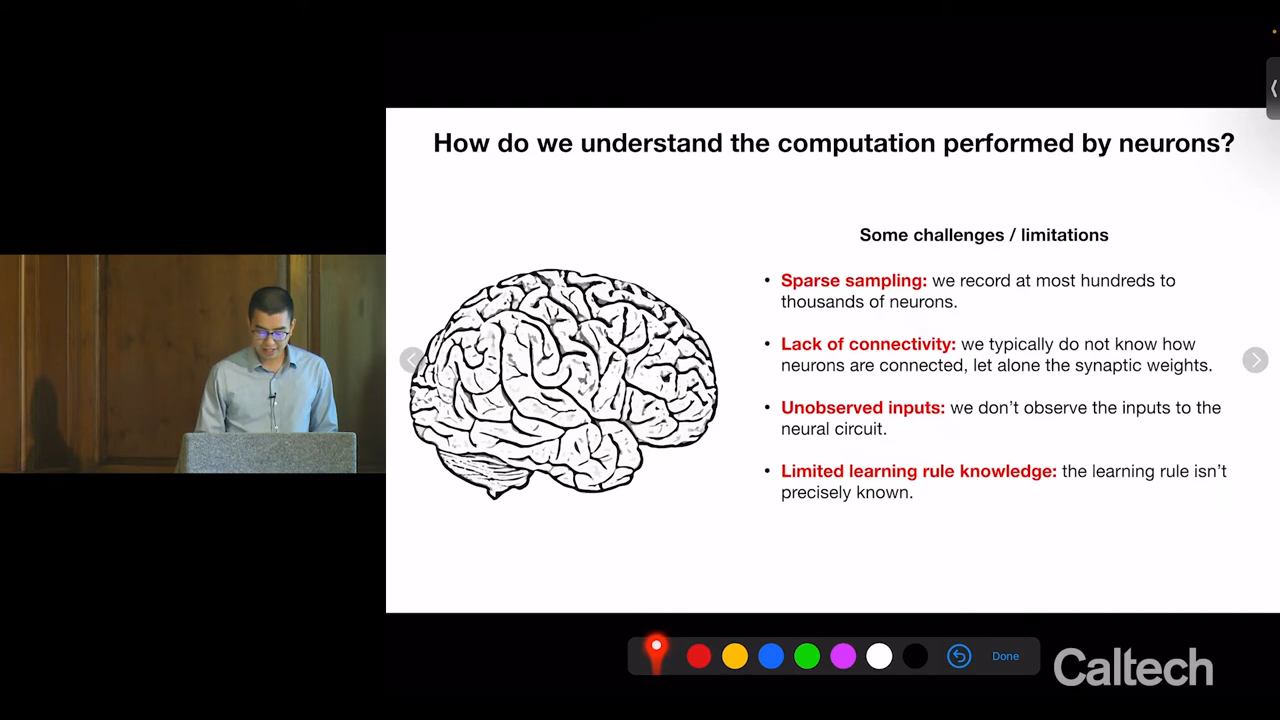 How do we understand the computation performed by neurons?
Some challenges / limitations
• Sparse sampling: we record at most hundreds to
thousands of neurons.
• Lack of connectivity: we typically do not know how
neurons are connected, let alone the synaptic weights.
• Unobserved inputs: we don’t observe the inputs to the
neural circuit.
• Limited learning rule knowledge: the learning rule isn’t
precisely known.
Done
Caltech